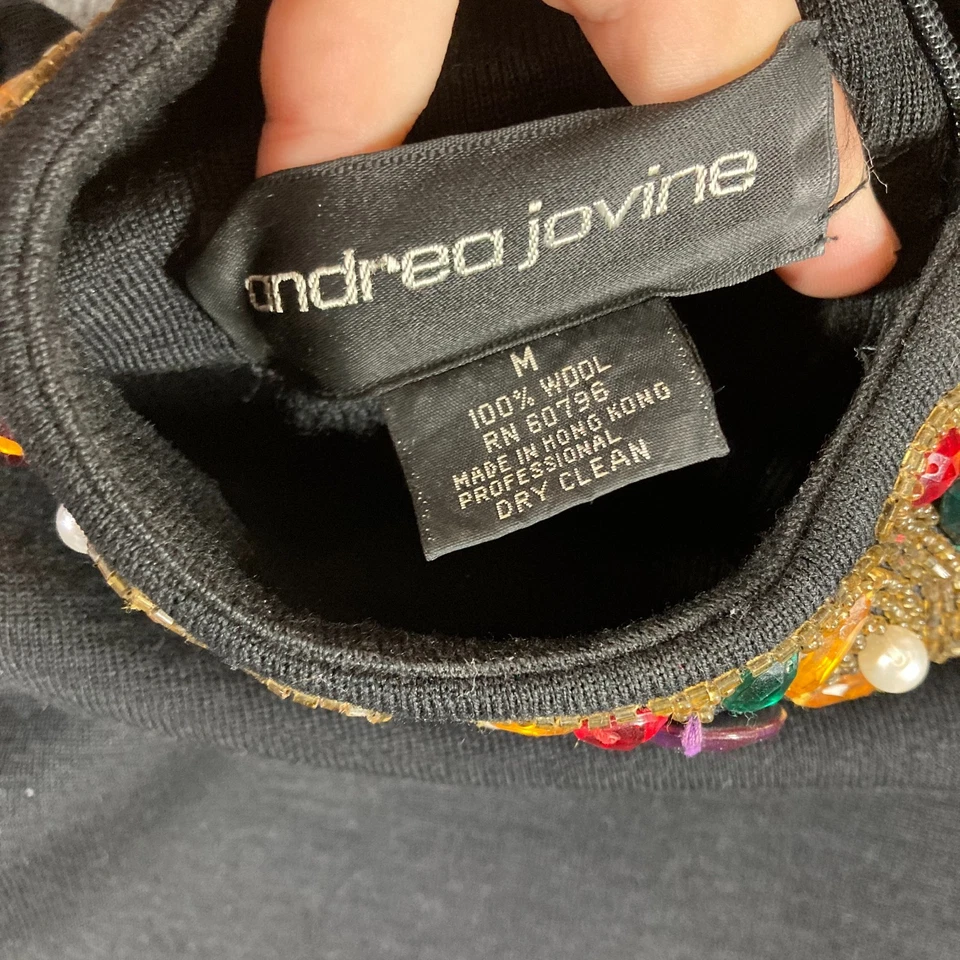 andrea jovine
M
100% WOOL
RN 60796
MADE IN HONG KONG
PROFESSIONAL
DRY CLEAN